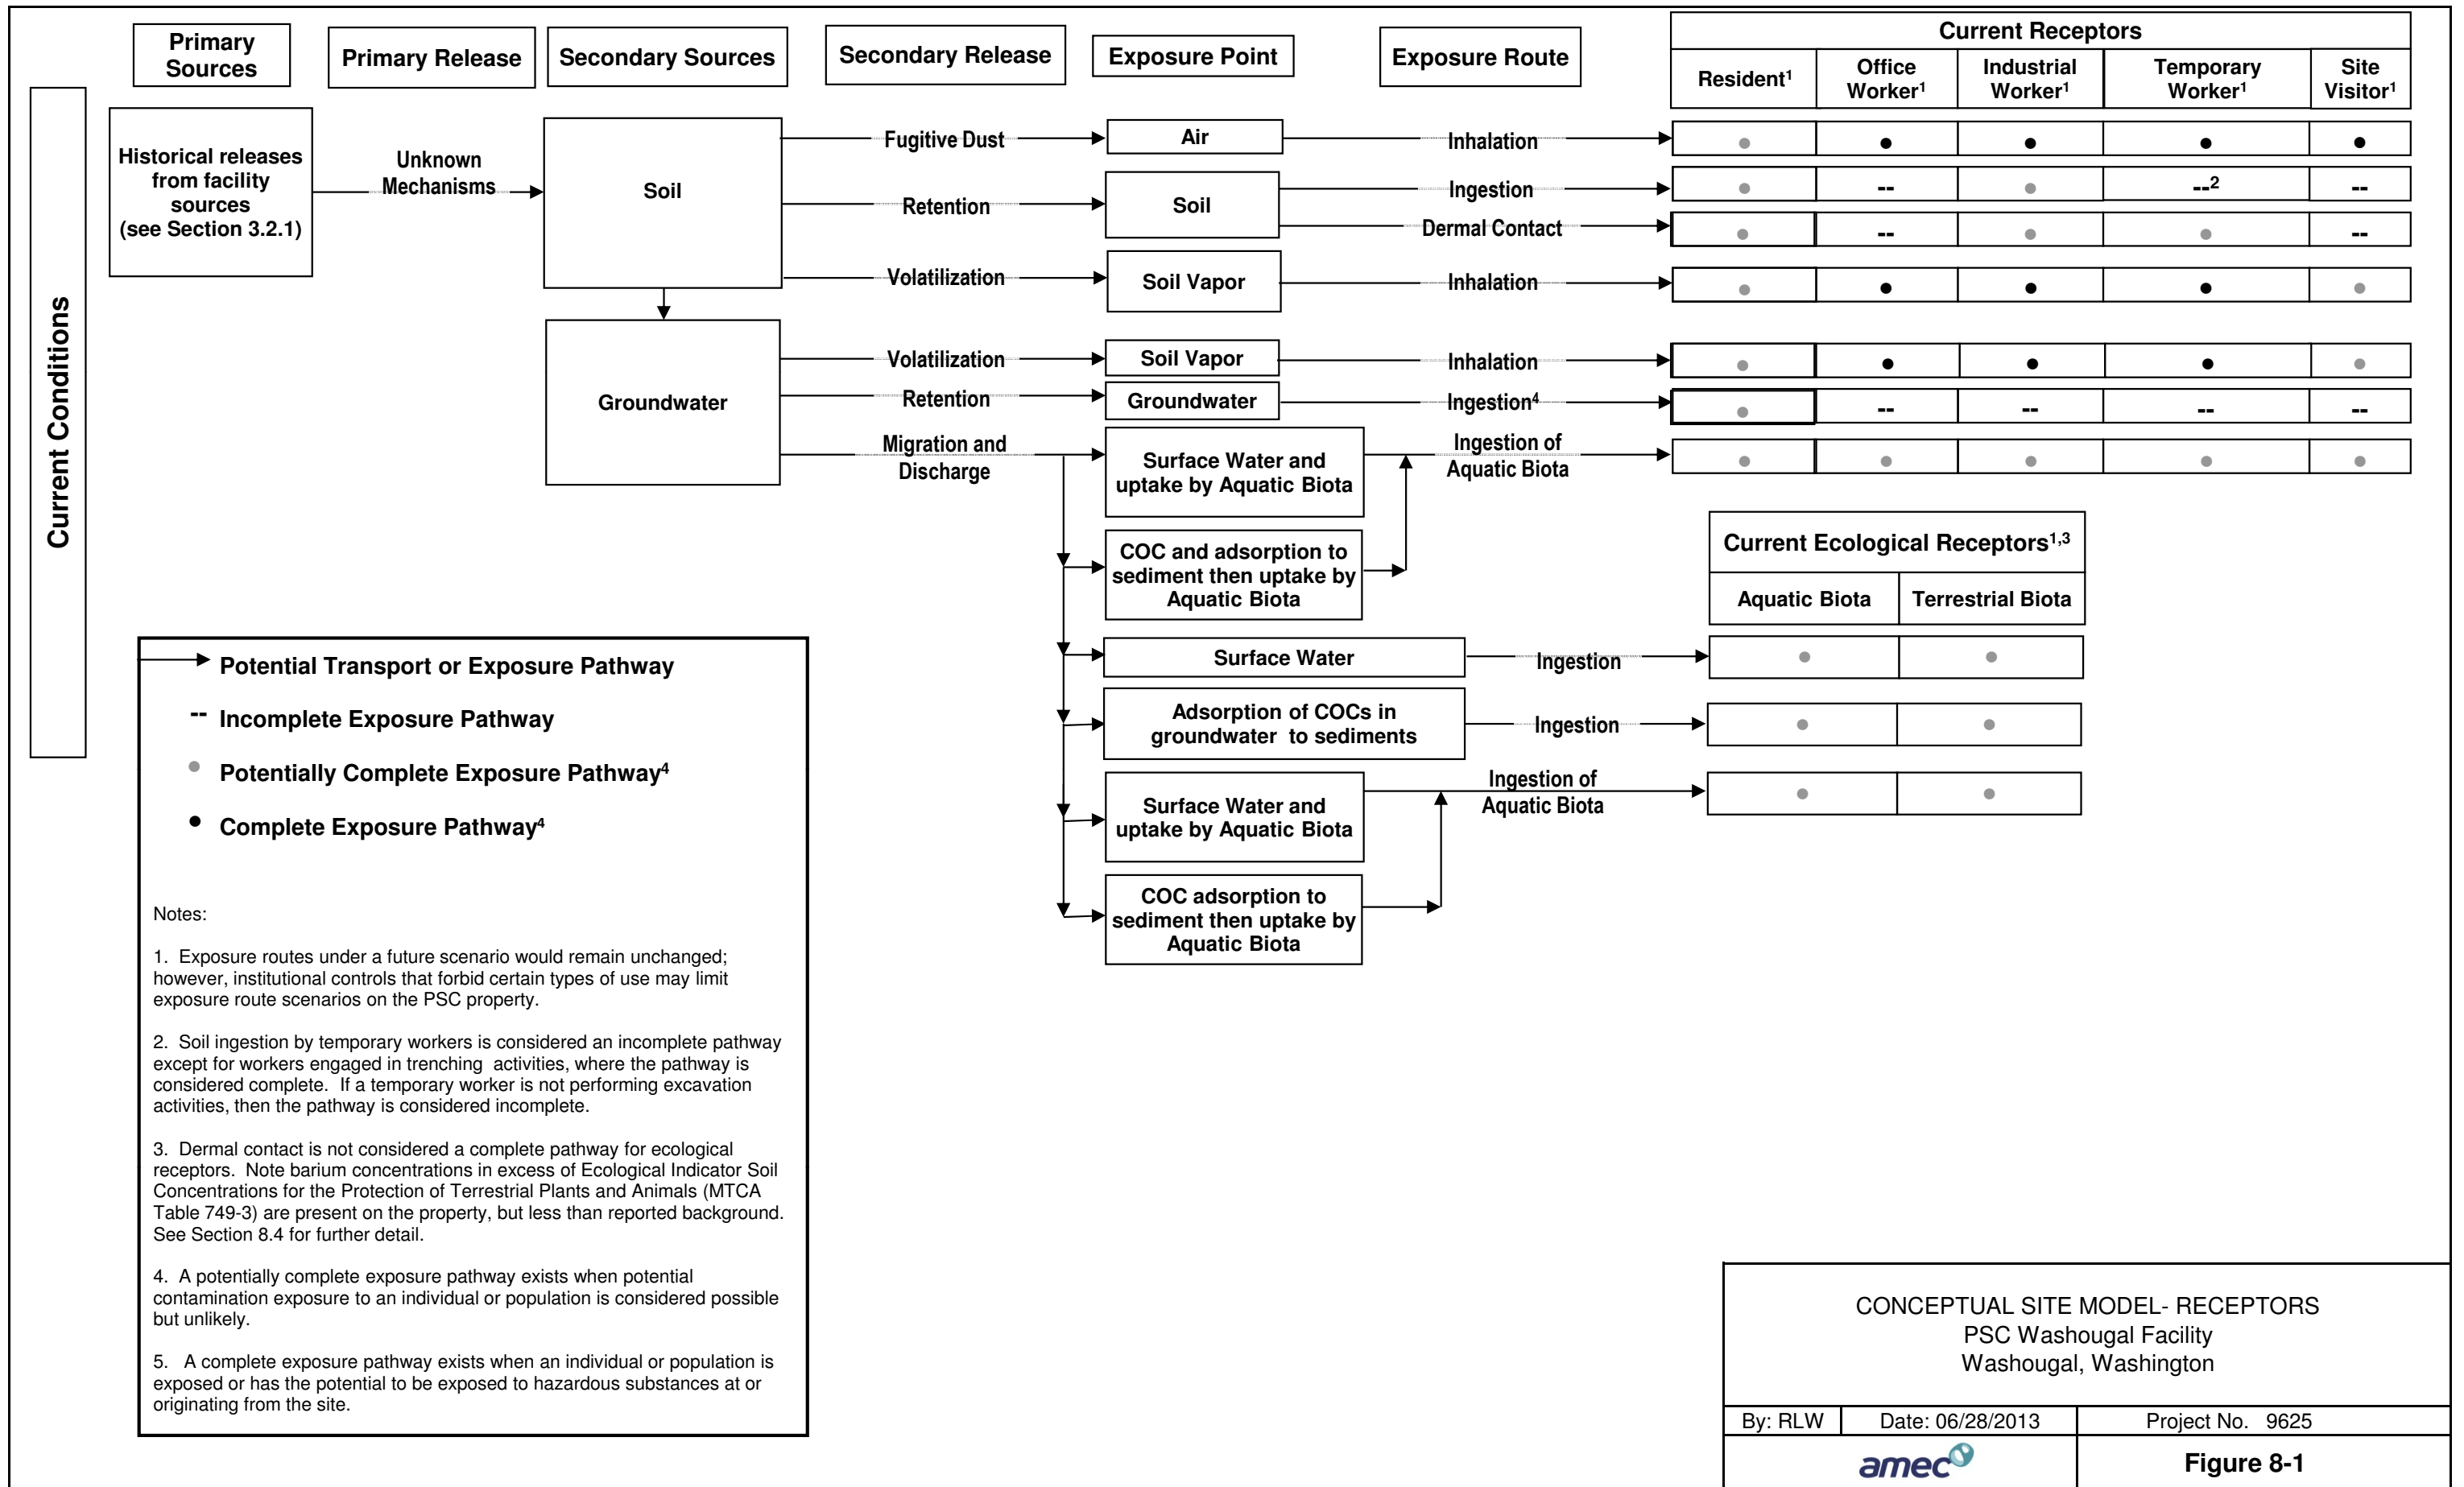 Primary
Sources
Primary Release
Secondary Sources
Secondary Release
Exposure Point
Exposure Route
Current Receptors
Resident¹
Office
Worker¹
Industrial
Worker¹
Temporary
Worker¹
Site
Visitor¹
Current Conditions
Historical releases
from facility
sources
(see Section 3.2.1)
Unknown
Mechanisms
Soil
Fugitive Dust
Air
Inhalation
● ● ● ● ●
Retention
Soil
Ingestion
● -- ● --² --
Dermal Contact
● -- ● ● --
Volatilization
Soil Vapor
Inhalation
● ● ● ● ●
Groundwater
Volatilization
Soil Vapor
Inhalation
● ● ● ● ●
Retention
Groundwater
Ingestion⁴
● -- -- -- --
Migration and
Discharge
Surface Water and
uptake by Aquatic Biota
Ingestion of
Aquatic Biota
● ● ● ● ●
COC and adsorption to
sediment then uptake by
Aquatic Biota
Current Ecological Receptors¹,³
Aquatic Biota
Terrestrial Biota
Surface Water
Ingestion
● ●
Adsorption of COCs in
groundwater to sediments
Ingestion
● ●
Surface Water and
uptake by Aquatic Biota
Ingestion of
Aquatic Biota
● ●
COC adsorption to
sediment then uptake by
Aquatic Biota
Potential Transport or Exposure Pathway
-- Incomplete Exposure Pathway
● Potentially Complete Exposure Pathway⁴
● Complete Exposure Pathway⁴
Notes:
1. Exposure routes under a future scenario would remain unchanged;
however, institutional controls that forbid certain types of use may limit
exposure route scenarios on the PSC property.
2. Soil ingestion by temporary workers is considered an incomplete pathway
except for workers engaged in trenching activities, where the pathway is
considered complete. If a temporary worker is not performing excavation
activities, then the pathway is considered incomplete.
3. Dermal contact is not considered a complete pathway for ecological
receptors. Note barium concentrations in excess of Ecological Indicator Soil
Concentrations for the Protection of Terrestrial Plants and Animals (MTCA
Table 749-3) are present on the property, but less than reported background.
See Section 8.4 for further detail.
4. A potentially complete exposure pathway exists when potential
contamination exposure to an individual or population is considered possible
but unlikely.
5. A complete exposure pathway exists when an individual or population is
exposed or has the potential to be exposed to hazardous substances at or
originating from the site.
CONCEPTUAL SITE MODEL- RECEPTORS
PSC Washougal Facility
Washougal, Washington
By: RLW
Date: 06/28/2013
Project No. 9625
amec
Figure 8-1